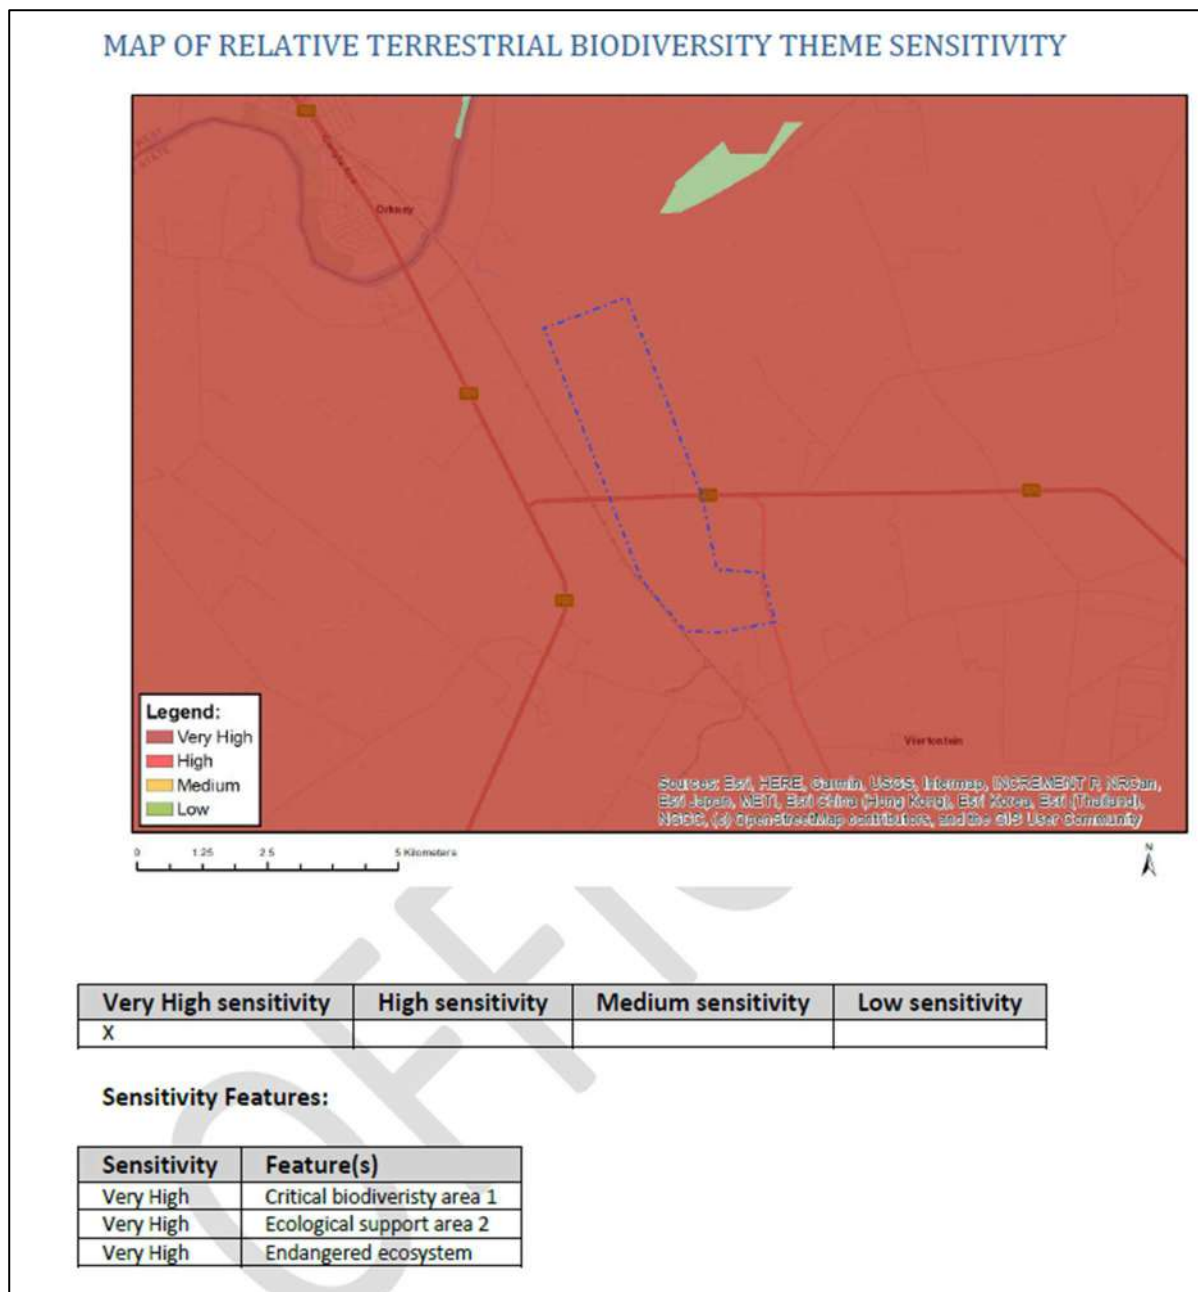 MAP OF RELATIVE TERRESTRIAL BIODIVERSITY THEME SENSITIVITY
WEST
STATE
Orkney
Legend:
Very High
High
Medium
Low
Sources: Esri, HERE, Garmin, USGS, Intermap, INCREMENT P, NRCan,
Esri Japan, METI, Esri China (Hong Kong), Esri Korea, Esri (Thailand),
NGCC, (c) OpenStreetMap contributors, and the GIS User Community
0 1.25 2.5 5 Kilometers
N
Very High sensitivity High sensitivity Medium sensitivity Low sensitivity
X
Sensitivity Features:
Sensitivity Feature(s)
Very High Critical biodiveristy area 1
Very High Ecological support area 2
Very High Endangered ecosystem